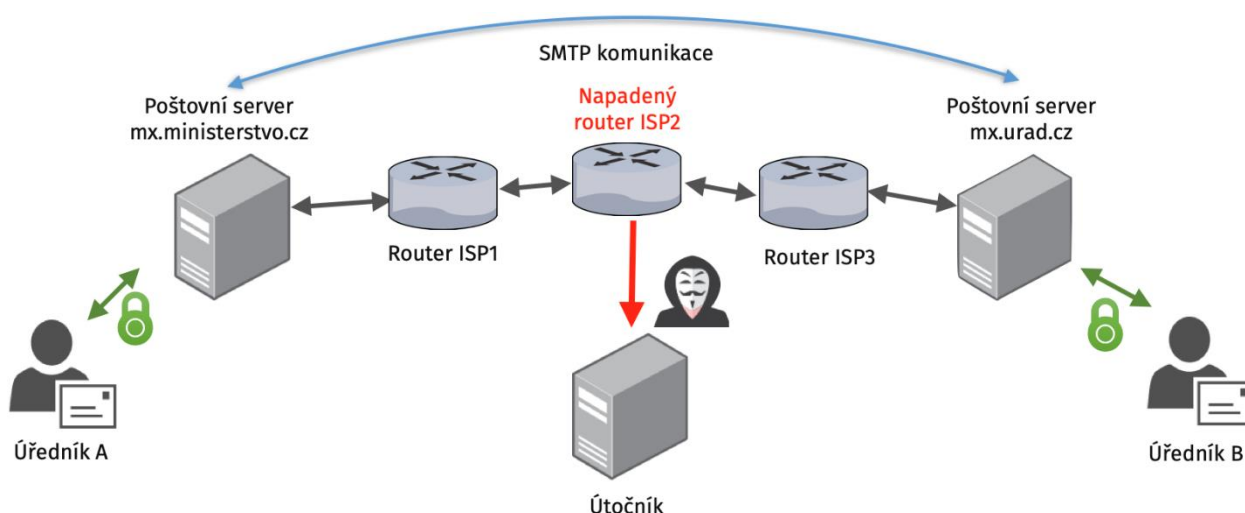 SMTP komunikace
Poštovní server
mx.ministerstvo.cz
Napadený
router ISP2
Poštovní server
mx.urad.cz
Router ISP1
Router ISP3
Úředník A
Útočník
Úředník B